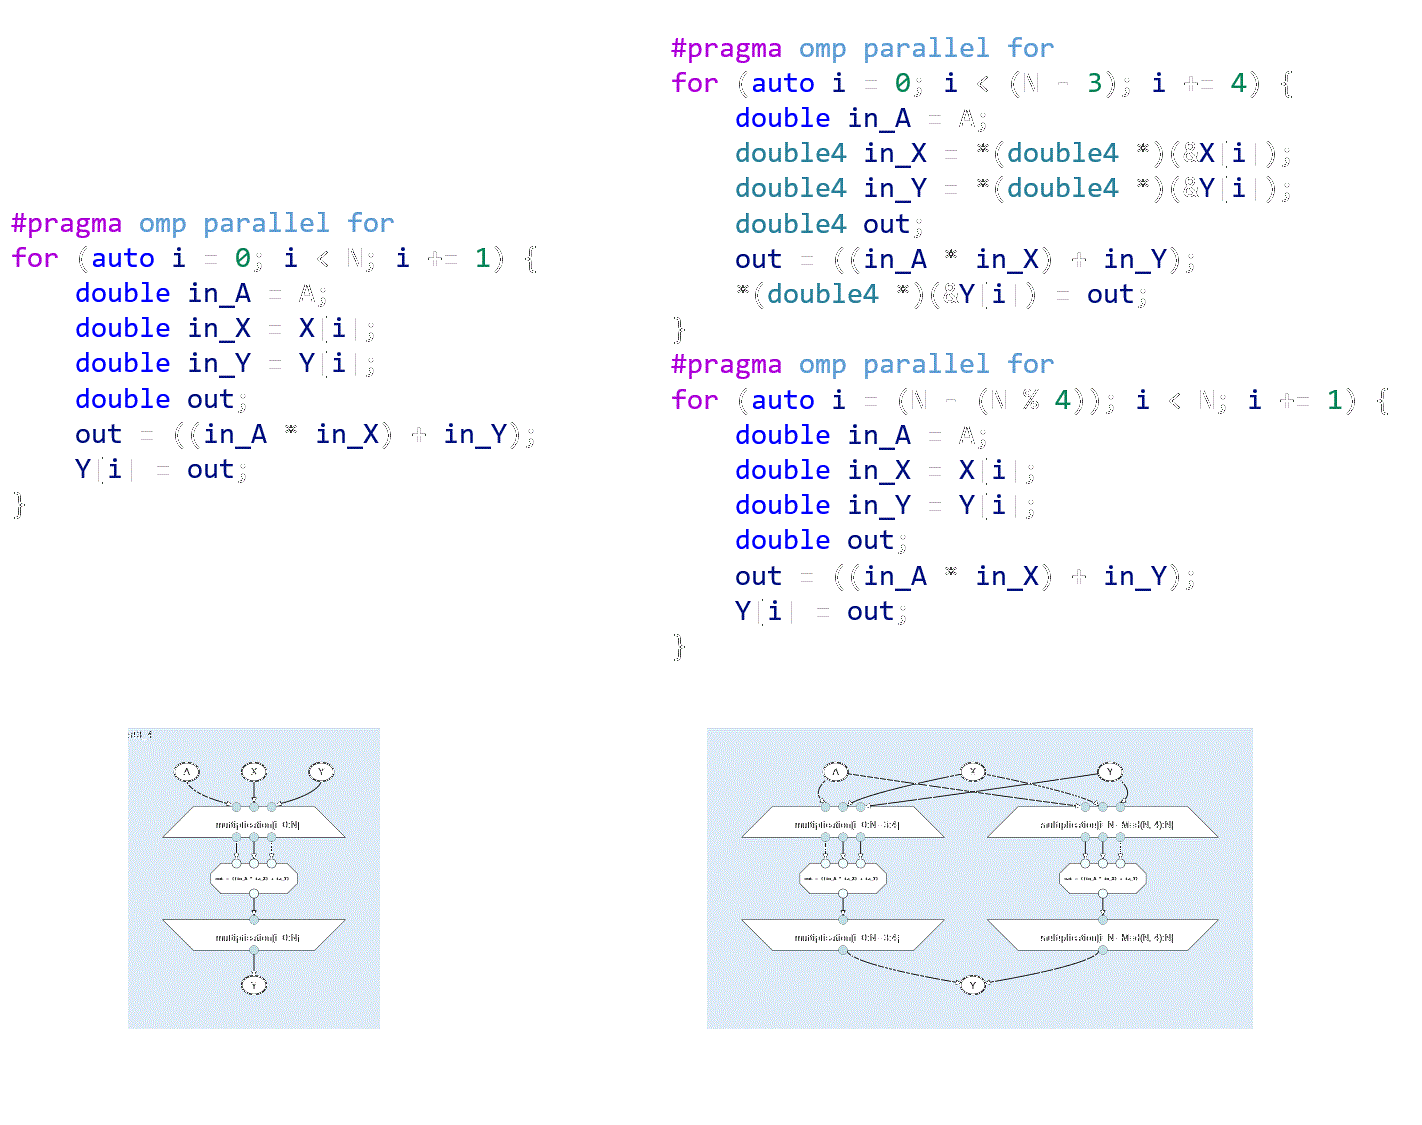 #pragma omp parallel for
for (auto i = 0; i < N; i += 1) {
    double in_A = A;
    double in_X = X[i];
    double in_Y = Y[i];
    double out;
    out = ((in_A * in_X) + in_Y);
    Y[i] = out;
}
#pragma omp parallel for
for (auto i = 0; i < (N - 3); i += 4) {
    double in_A = A;
    double4 in_X = *(double4 *)(&X[i]);
    double4 in_Y = *(double4 *)(&Y[i]);
    double4 out;
    out = ((in_A * in_X) + in_Y);
    *(double4 *)(&Y[i]) = out;
}
#pragma omp parallel for
for (auto i = (N - (N % 4)); i < N; i += 1) {
    double in_A = A;
    double in_X = X[i];
    double in_Y = Y[i];
    double out;
    out = ((in_A * in_X) + in_Y);
    Y[i] = out;
}
A X Y
multiplication[i=0:N]
out = ((in_A * in_X) + in_Y)
multiplication[i=0:N]
Y
A X Y
multiplication[i=0:N-3:4]
multiplication[i=N - Mod(N, 4):N]
out = ((in_A * in_X) + in_Y)
out = ((in_A * in_X) + in_Y)
multiplication[i=0:N-3:4]
multiplication[i=N - Mod(N, 4):N]
Y